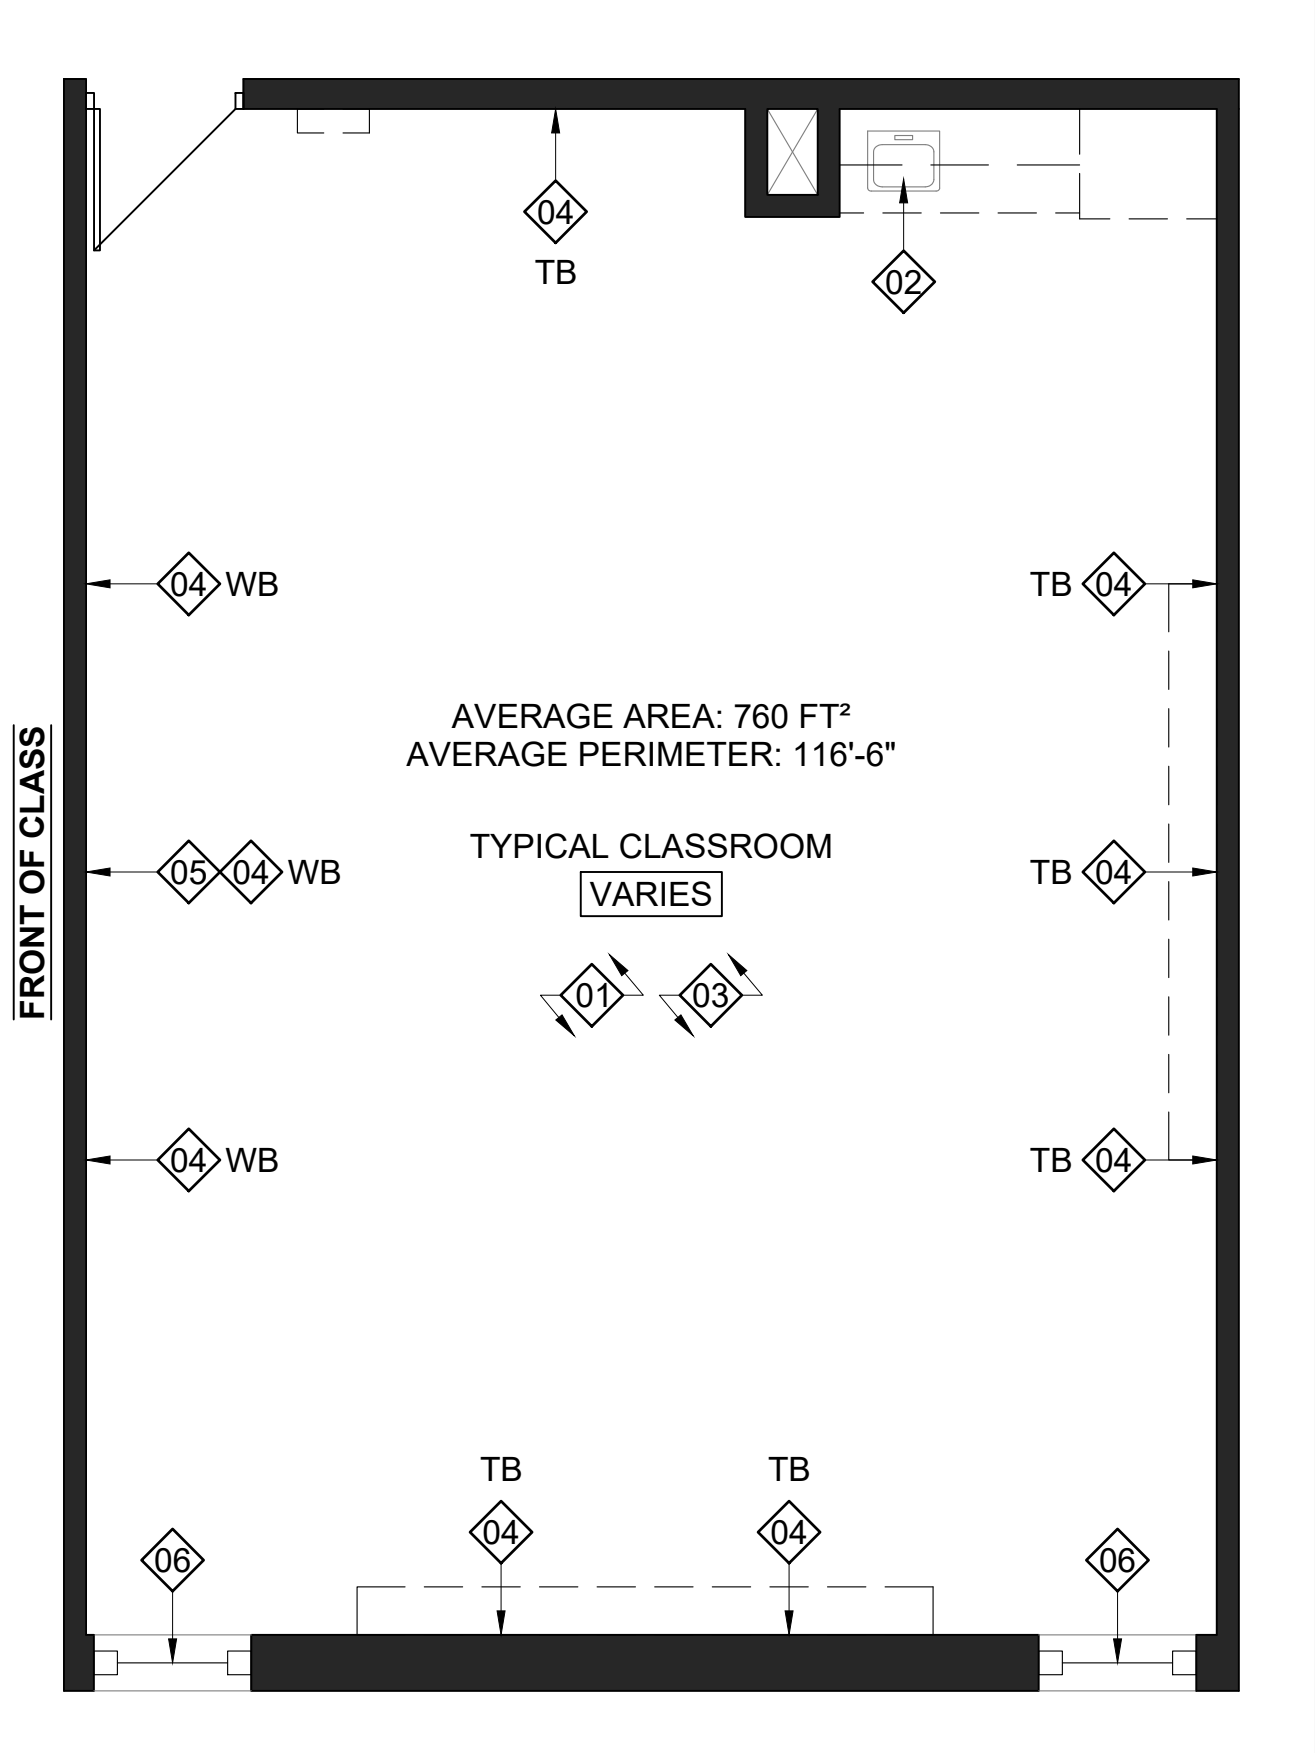 04
TB
02
04 WB
TB 04
AVERAGE AREA: 760 FT²
AVERAGE PERIMETER: 116'-6"
FRONT OF CLASS
TYPICAL CLASSROOM
05 04 WB
TB 04
VARIES
01 03
04 WB
TB 04
TB TB
04 04
06 06